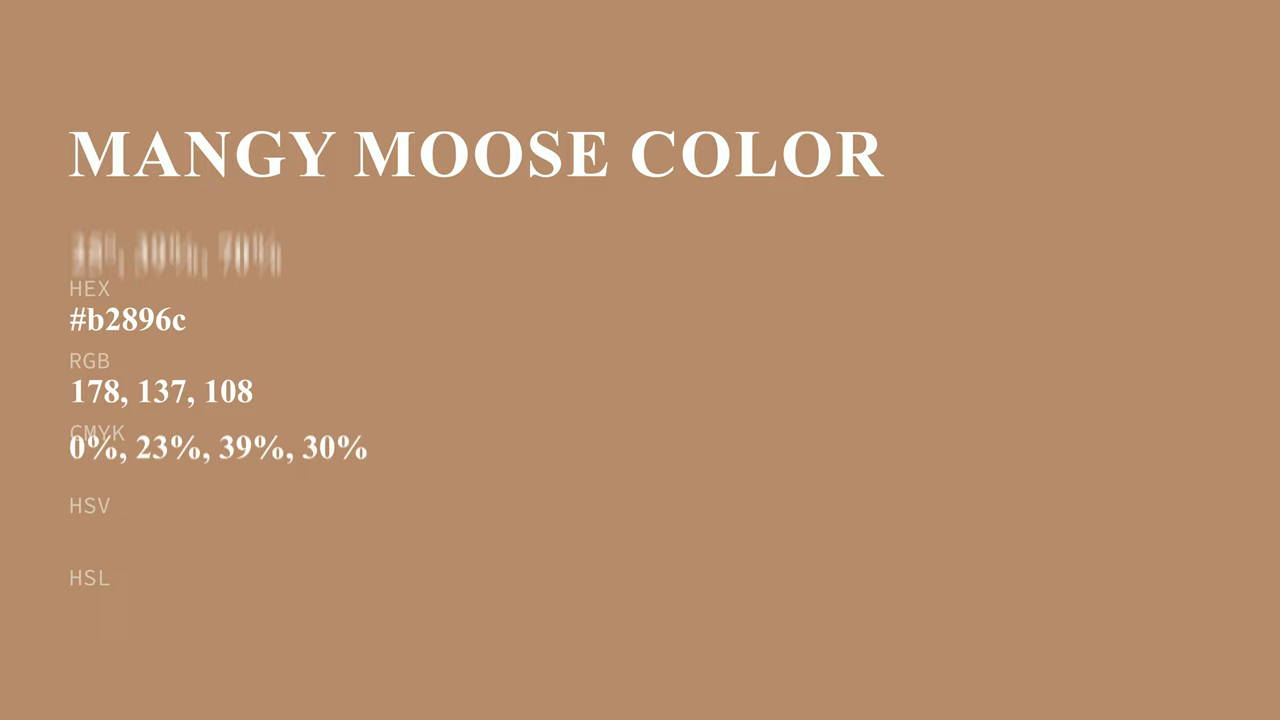 MANGY MOOSE COLOR
HEX
#b2896c
RGB
178, 137, 108
CMYK
0%, 23%, 39%, 30%
HSV
HSL